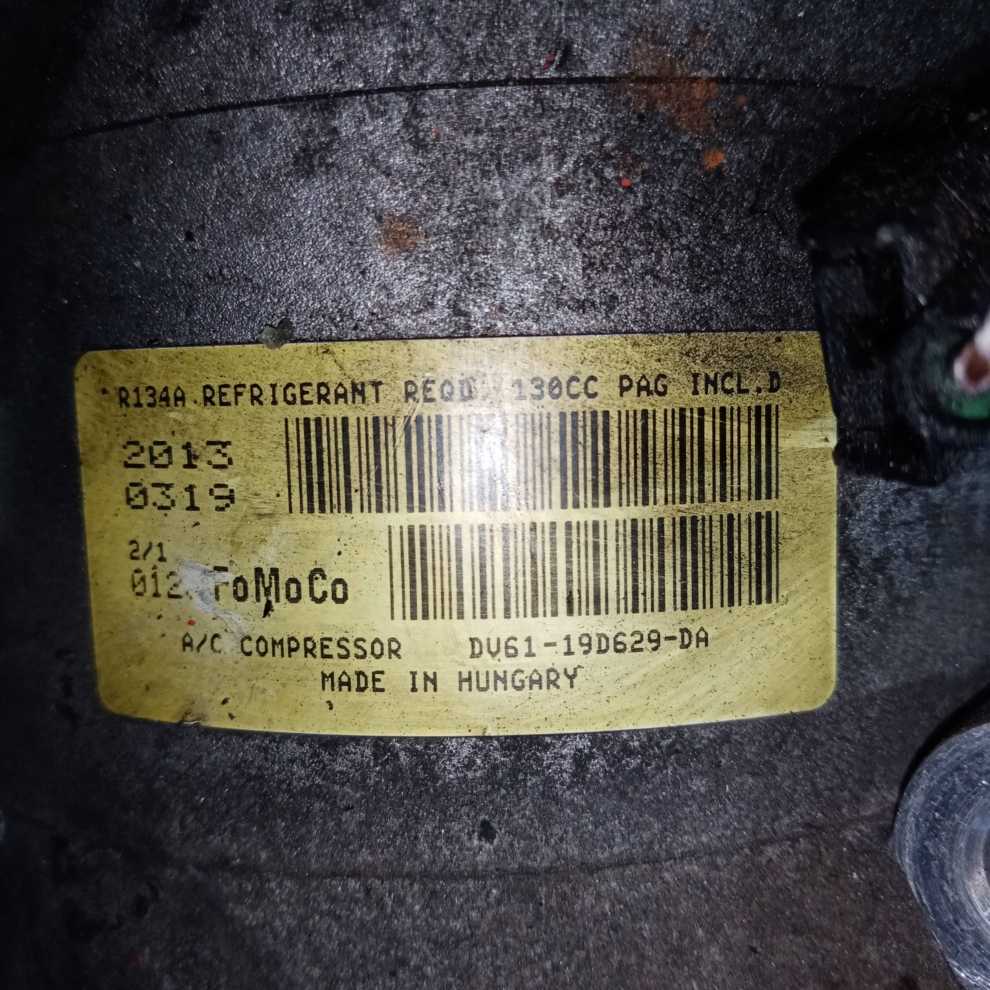 R134A REFRIGERANT REQD. 130CC PAG INCL.D
2013
0319
2/1
FoMoCo
A/C COMPRESSOR DV61-19D629-DA
MADE IN HUNGARY